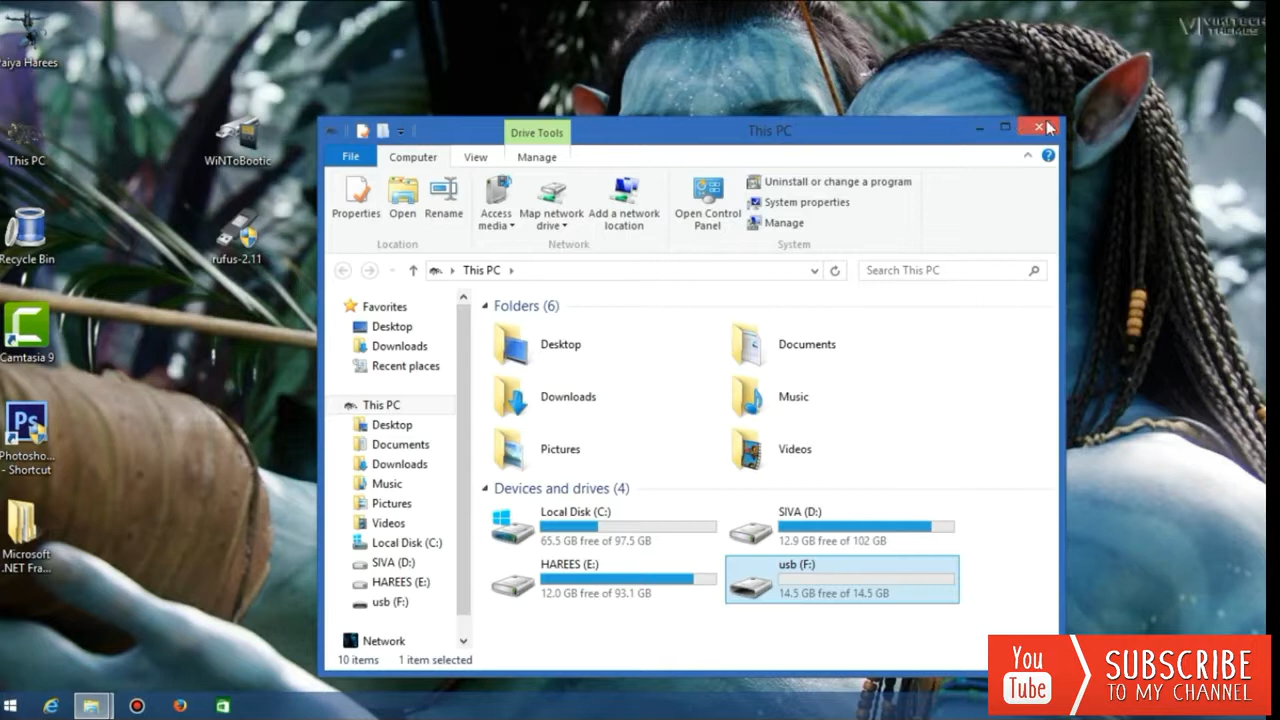 VIKITECH
THEMES
Paiya Harees
This PC
WiNToBootic
Recycle Bin
rufus-2.11
Camtasia 9
Photosho...
- Shortcut
Microsoft
.NET Fra...
Drive Tools
This PC
File
Computer
View
Manage
Properties
Open
Rename
Access
media
Map network
drive
Add a network
location
Open Control
Panel
Uninstall or change a program
System properties
Manage
Location
Network
System
This PC
Search This PC
Favorites
Desktop
Downloads
Recent places
This PC
Desktop
Documents
Downloads
Music
Pictures
Videos
Local Disk (C:)
SIVA (D:)
HAREES (E:)
usb (F:)
Network
Folders (6)
Desktop
Documents
Downloads
Music
Pictures
Videos
Devices and drives (4)
Local Disk (C:)
65.5 GB free of 97.5 GB
SIVA (D:)
12.9 GB free of 102 GB
HAREES (E:)
12.0 GB free of 93.1 GB
usb (F:)
14.5 GB free of 14.5 GB
10 items
1 item selected
You
Tube
SUBSCRIBE
TO MY CHANNEL
Ps